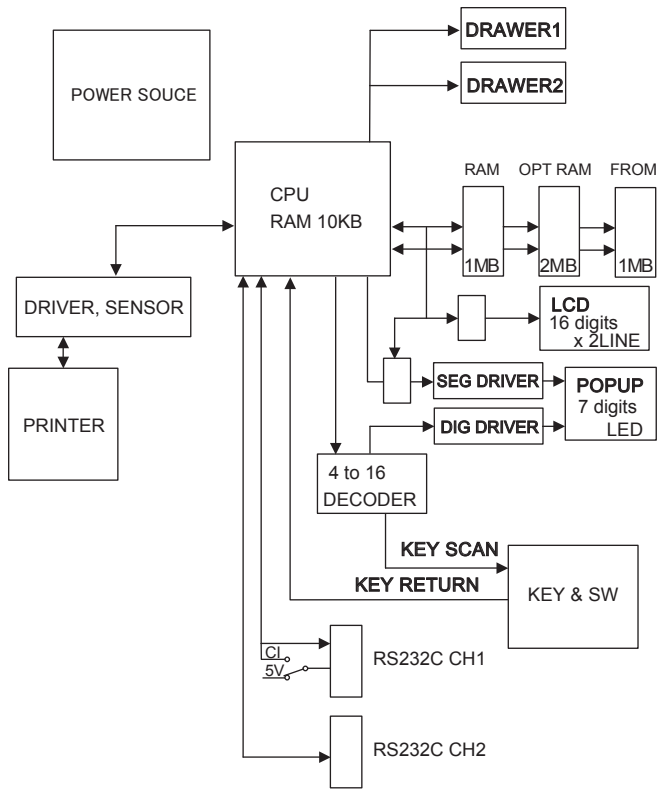 DRAWER1
DRAWER2
POWER SOUCE
CPU
RAM 10KB
RAM
OPT RAM
FROM
1MB
2MB
1MB
DRIVER, SENSOR
PRINTER
LCD
16 digits
x 2LINE
SEG DRIVER
DIG DRIVER
POPUP
7 digits
LED
4 to 16
DECODER
KEY SCAN
KEY RETURN
KEY & SW
CI
5V
RS232C CH1
RS232C CH2